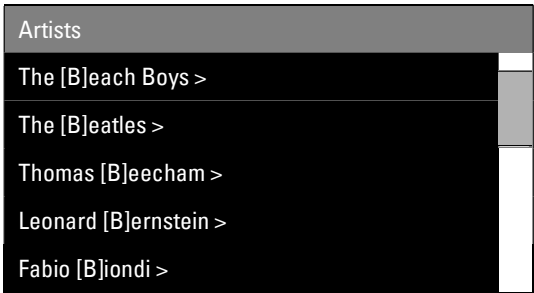 Artists
The [B]each Boys >
The [B]eatles >
Thomas [B]eecham >
Leonard [B]ernstein >
Fabio [B]iondi >